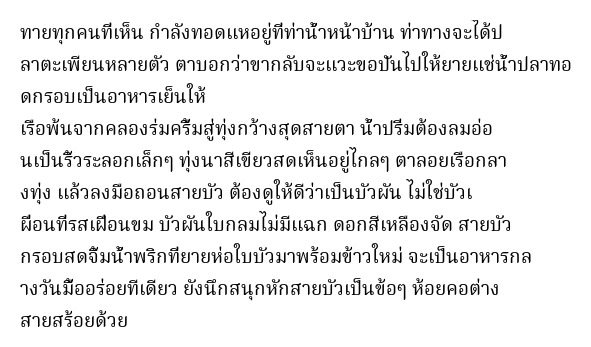 ทายทุกคนที่เห็น กำลังทอดแหอยู่ที่ท่าน้ำหน้าบ้าน ท่าทางจะได้ป
ลาตะเพียนหลายตัว ตาบอกว่าขากลับจะแวะขอปันไปให้ยายแช่น้ำปลาทอ
ดกรอบเป็นอาหารเย็นให้
เรือพ้นจากคลองร่มครึ้มสู่ทุ่งกว้างสุดสายตา น้ำปริ่มต้องลมอ่อ
นเป็นริ้วระลอกเล็กๆ ทุ่งนาสีเขียวสดเห็นอยู่ไกลๆ ตาลอยเรือกลา
งทุ่ง แล้วลงมือถอนสายบัว ต้องดูให้ดีว่าเป็นบัวผัน ไม่ใช่บัวเ
ผื่อนที่รสเฝื่อนขม บัวผันใบกลมไม่มีแฉก ดอกสีเหลืองจัด สายบัว
กรอบสดจิ้มน้ำพริกที่ยายห่อใบบัวมาพร้อมข้าวใหม่ จะเป็นอาหารกล
างวันมื้ออร่อยทีเดียว ยังนึกสนุกหักสายบัวเป็นข้อๆ ห้อยคอต่าง
สายสร้อยด้วย